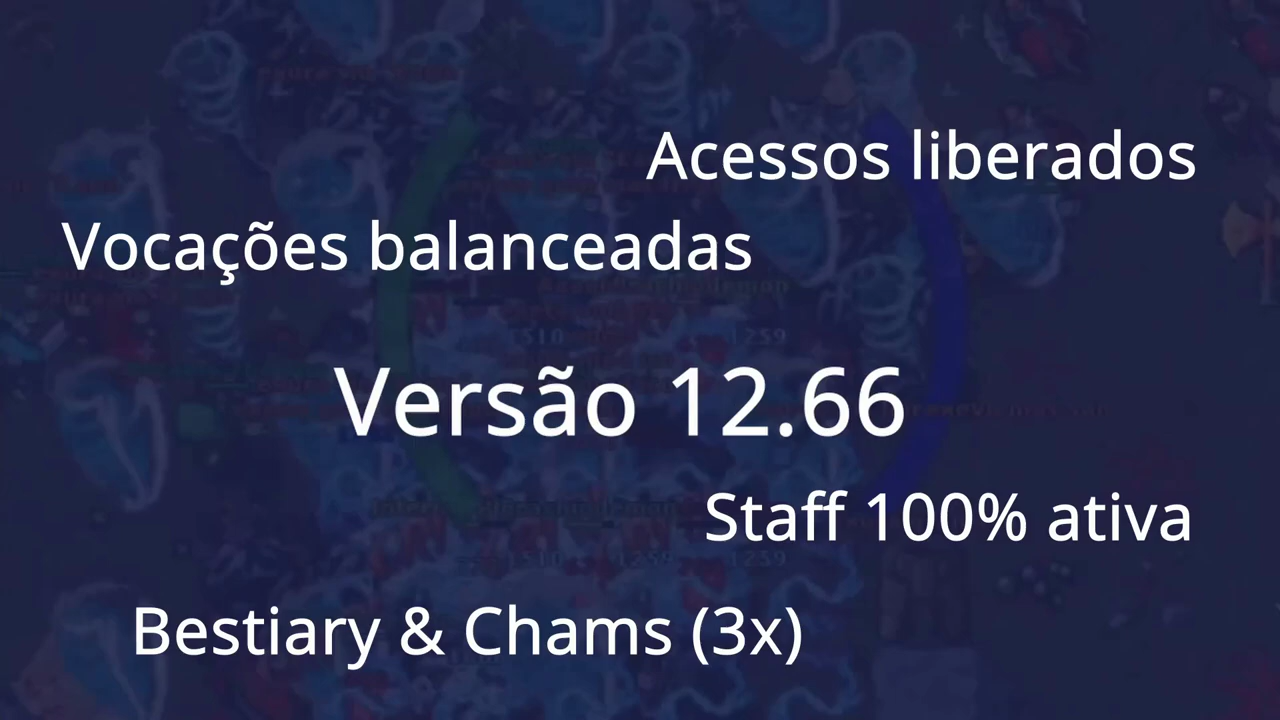 Acessos liberados
Vocações balanceadas
Versão 12.66
Staff 100% ativa
Bestiary & Chams (3x)